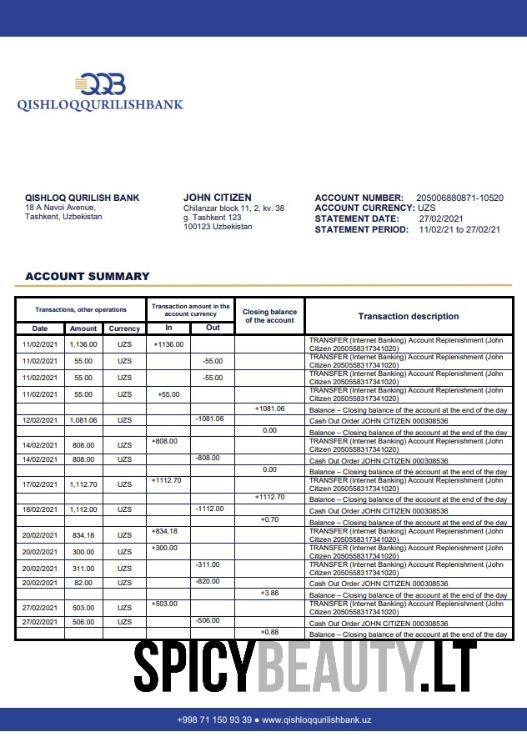 QQB
QISHLOQQURILISHBANK
QISHLOQ QURILISH BANK
18 A Navoi Avenue,
Tashkent, Uzbekistan
JOHN CITIZEN
Chilanzar block 11, 2, kv. 38
g. Tashkent 123
100123 Uzbekistan
ACCOUNT NUMBER: 205006880871-10520
ACCOUNT CURRENCY: UZS
STATEMENT DATE: 27/02/2021
STATEMENT PERIOD: 11/02/21 to 27/02/21
ACCOUNT SUMMARY
Transactions, other operations
Transaction amount in the
account currency
Closing balance
of the account
Transaction description
Date Amount Currency In Out
11/02/2021 1,136.00 UZS +1136.00 TRANSFER (Internet Banking) Account Replenishment (John
Citizen 2050558317341020)
11/02/2021 55.00 UZS -55.00 TRANSFER (Internet Banking) Account Replenishment (John
Citizen 2050558317341020)
11/02/2021 55.00 UZS -55.00 TRANSFER (Internet Banking) Account Replenishment (John
Citizen 2050558317341020)
11/02/2021 55.00 UZS +55.00 TRANSFER (Internet Banking) Account Replenishment (John
Citizen 2050558317341020)
+1081.06 Balance – Closing balance of the account at the end of the day
12/02/2021 1,081.06 UZS -1081.06 Cash Out Order JOHN CITIZEN 000308536
0.00 Balance – Closing balance of the account at the end of the day
14/02/2021 808.00 UZS +808.00 TRANSFER (Internet Banking) Account Replenishment (John
Citizen 2050558317341020)
14/02/2021 808.00 UZS -808.00 Cash Out Order JOHN CITIZEN 000308536
0.00 Balance – Closing balance of the account at the end of the day
17/02/2021 1,112.70 UZS +1112.70 TRANSFER (Internet Banking) Account Replenishment (John
Citizen 2050558317341020)
+1112.70 Balance – Closing balance of the account at the end of the day
18/02/2021 1,112.00 UZS -1112.00 Cash Out Order JOHN CITIZEN 000308536
+0.70 Balance – Closing balance of the account at the end of the day
20/02/2021 834.18 UZS +834.18 TRANSFER (Internet Banking) Account Replenishment (John
Citizen 2050558317341020)
20/02/2021 300.00 UZS +300.00 TRANSFER (Internet Banking) Account Replenishment (John
Citizen 2050558317341020)
20/02/2021 311.00 UZS -311.00 TRANSFER (Internet Banking) Account Replenishment (John
Citizen 2050558317341020)
20/02/2021 82.00 UZS -820.00 Cash Out Order JOHN CITIZEN 000308536
+3.88 Balance – Closing balance of the account at the end of the day
27/02/2021 503.00 UZS +503.00 TRANSFER (Internet Banking) Account Replenishment (John
Citizen 2050558317341020)
27/02/2021 506.00 UZS -506.00 Cash Out Order JOHN CITIZEN 000308536
+0.88 Balance – Closing balance of the account at the end of the day
SPICYBEAUTY.LT
+998 71 150 93 39 ● www.qishloqqurilishbank.uz